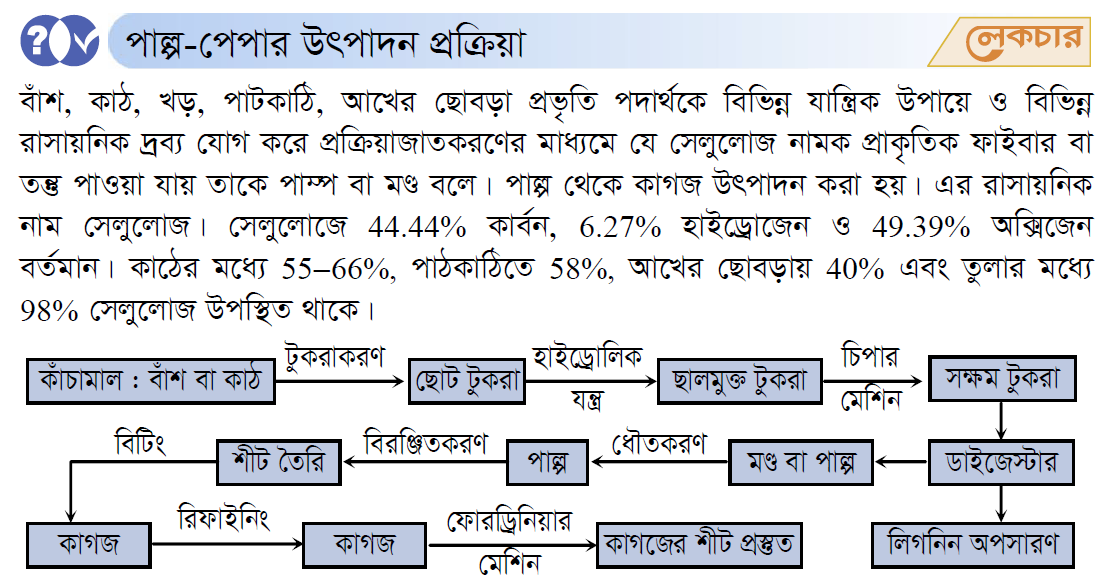 পাল্প-পেপার উৎপাদন প্রক্রিয়া
লেকচার
বাঁশ, কাঠ, খড়, পাটকাঠি, আখের ছোবড়া প্রভৃতি পদার্থকে বিভিন্ন যান্ত্রিক উপায়ে ও বিভিন্ন
রাসায়নিক দ্রব্য যোগ করে প্রক্রিয়াজাতকরণের মাধ্যমে যে সেলুলোজ নামক প্রাকৃতিক ফাইবার বা
তন্তু পাওয়া যায় তাকে পাম্প বা মণ্ড বলে। পাল্প থেকে কাগজ উৎপাদন করা হয়। এর রাসায়নিক
নাম সেলুলোজ। সেলুলোজে 44.44% কার্বন, 6.27% হাইড্রোজেন ও 49.39% অক্সিজেন
বর্তমান। কাঠের মধ্যে 55–66%, পাঠকাঠিতে 58%, আখের ছোবড়ায় 40% এবং তুলার মধ্যে
98% সেলুলোজ উপস্থিত থাকে।
কাঁচামাল : বাঁশ বা কাঠ
টুকরাকরণ
ছোট টুকরা
হাইড্রোলিক
যন্ত্র
ছালমুক্ত টুকরা
চিপার
মেশিন
সক্ষম টুকরা
ডাইজেস্টার
লিগনিন অপসারণ
মণ্ড বা পাল্প
ধৌতকরণ
পাল্প
বিরঞ্জিতকরণ
শীট তৈরি
বিটিং
কাগজ
রিফাইনিং
কাগজ
ফোরড্রিনিয়ার
মেশিন
কাগজের শীট প্রস্তুত